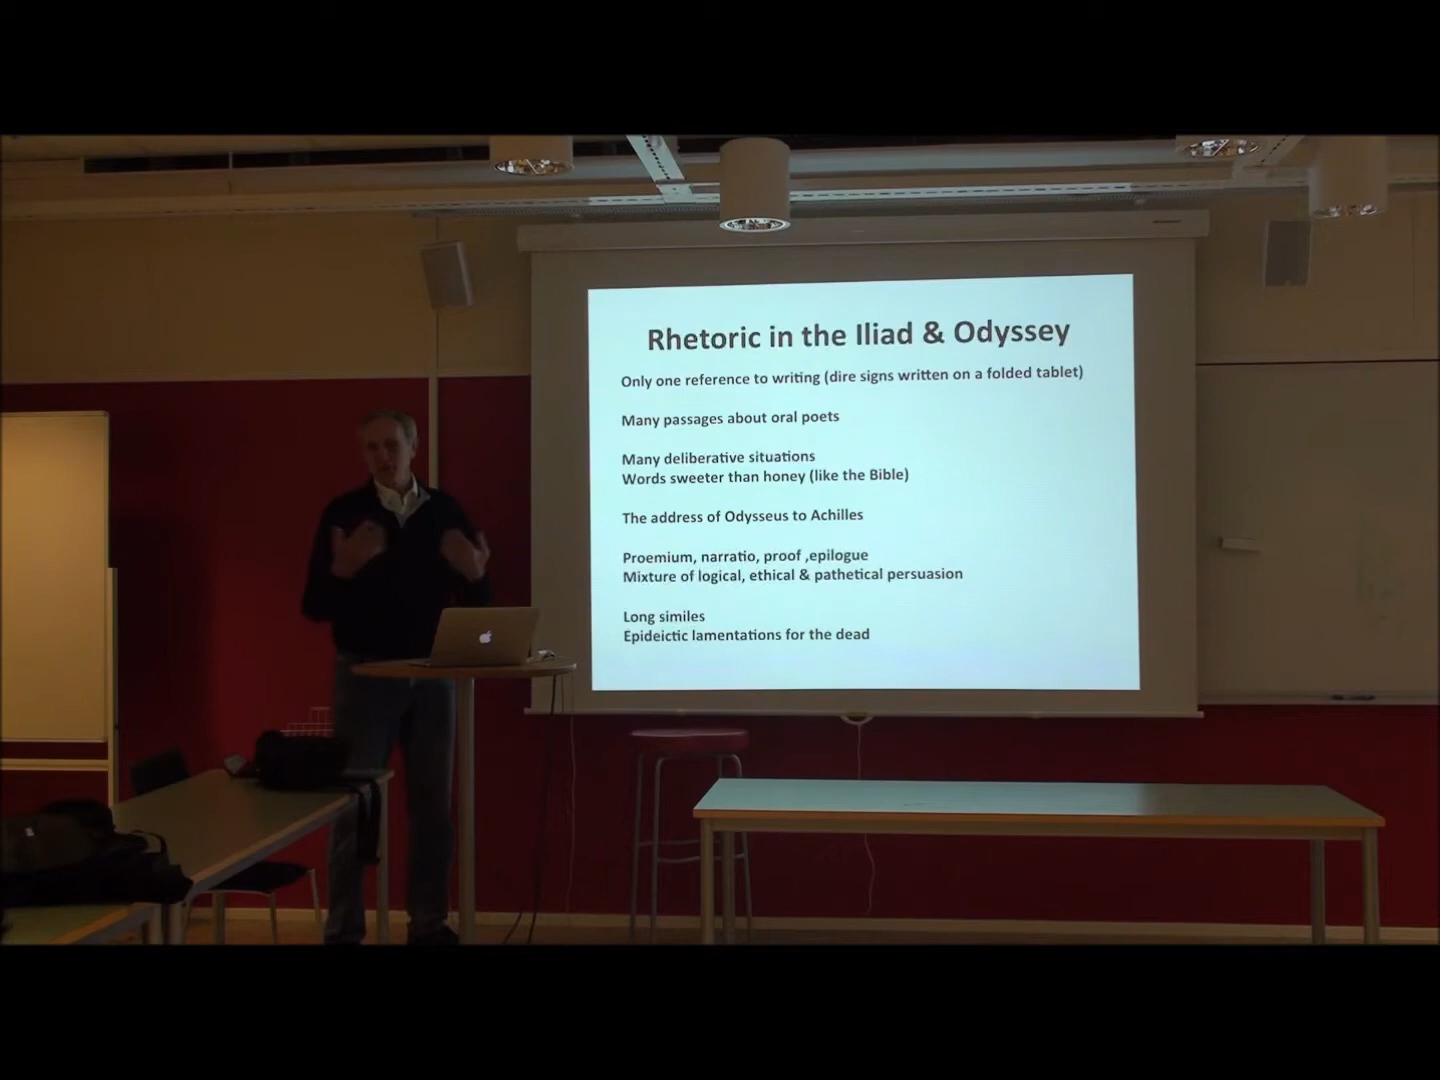 Rhetoric in the Iliad & Odyssey
Only one reference to writing (dire signs written on a folded tablet)
Many passages about oral poets
Many deliberative situations
Words sweeter than honey (like the Bible)
The address of Odysseus to Achilles
Proemium, narratio, proof ,epilogue
Mixture of logical, ethical & pathetical persuasion
Long similes
Epideictic lamentations for the dead